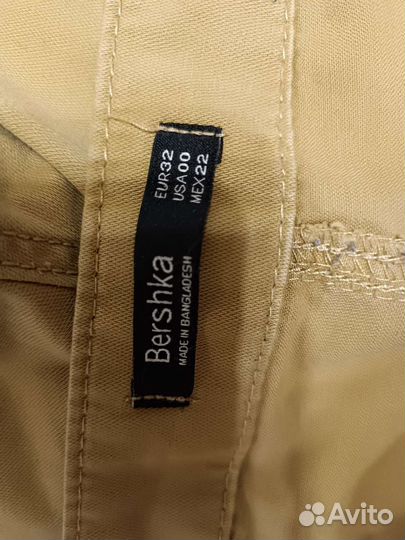 Bershka
MADE IN BANGLADESH
EUR32
USA00
MEX22
Avito